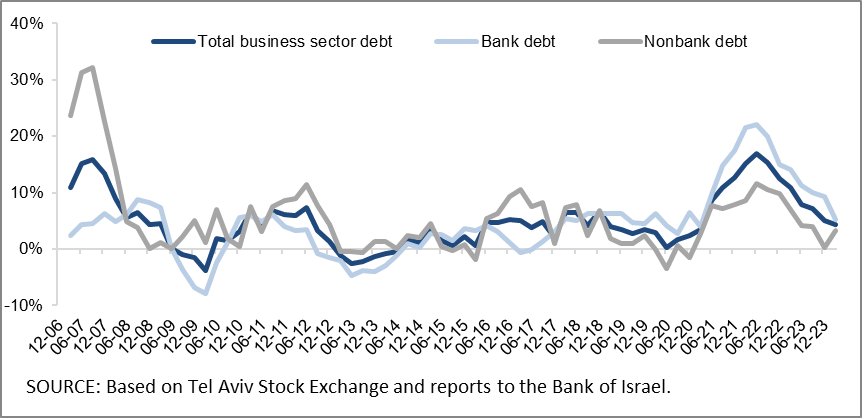 40%
Total business sector debt Bank debt Nonbank debt
30%
20%
10%
0%
-10%
12-06 06-07 12-07 06-08 12-08 06-09 12-09 06-10 12-10 06-11 12-11 06-12 12-12 06-13 12-13 06-14 12-14 06-15 12-15 06-16 12-16 06-17 12-17 06-18 12-18 06-19 12-19 06-20 12-20 06-21 12-21 06-22 12-22 06-23 12-23
SOURCE: Based on Tel Aviv Stock Exchange and reports to the Bank of Israel.